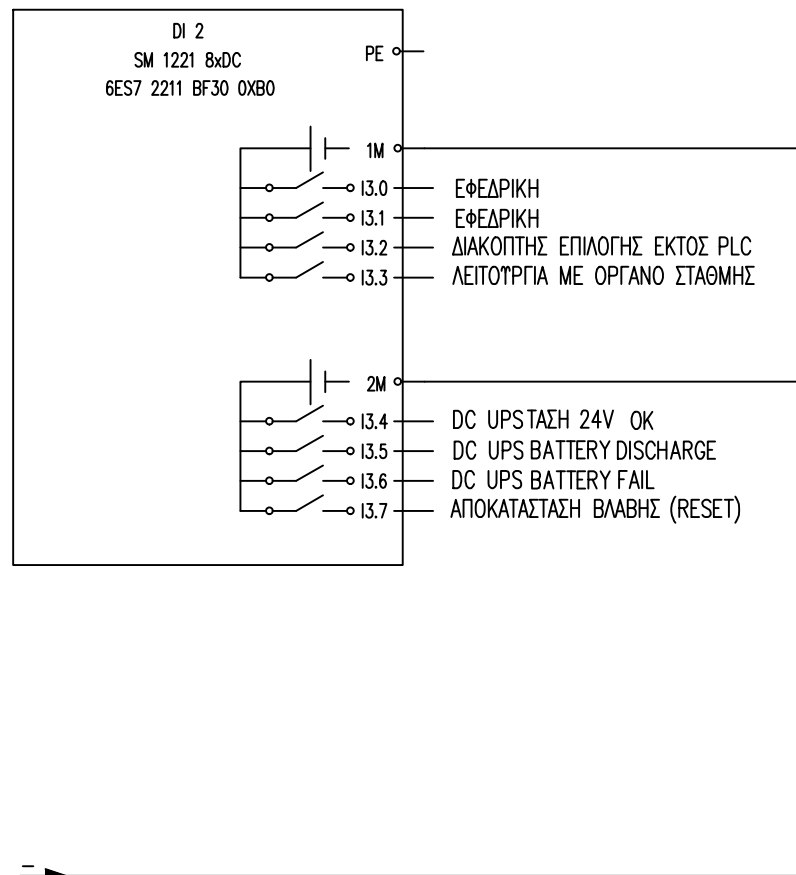 DI 2
SM 1221 8xDC
6ES7 2211 BF30 0XB0
PE
1M
I3.0 ΕΦΕΔΡΙΚΗ
I3.1 ΕΦΕΔΡΙΚΗ
I3.2 ΔΙΑΚΟΠΤΗΣ ΕΠΙΛΟΓΗΣ ΕΚΤΟΣ PLC
I3.3 ΛΕΙΤΟΥΡΓΙΑ ΜΕ ΟΡΓΑΝΟ ΣΤΑΘΜΗΣ
2M
I3.4 DC UPS ΤΑΣΗ 24V OK
I3.5 DC UPS BATTERY DISCHARGE
I3.6 DC UPS BATTERY FAIL
I3.7 ΑΠΟΚΑΤΑΣΤΑΣΗ ΒΛΑΒΗΣ (RESET)